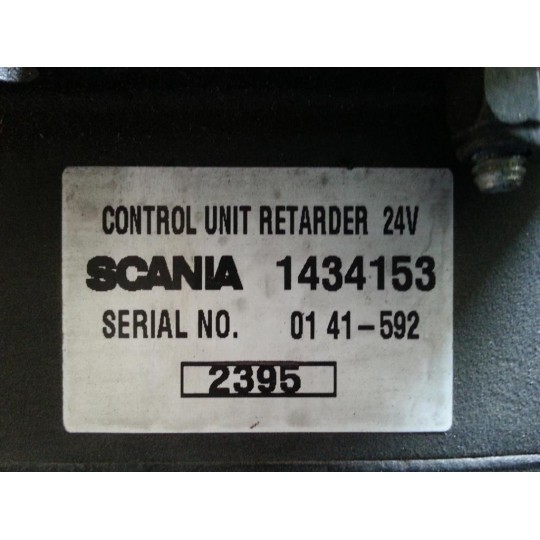 CONTROL UNIT RETARDER 24V
SCANIA 1434153
SERIAL NO. 01 41-592
2395